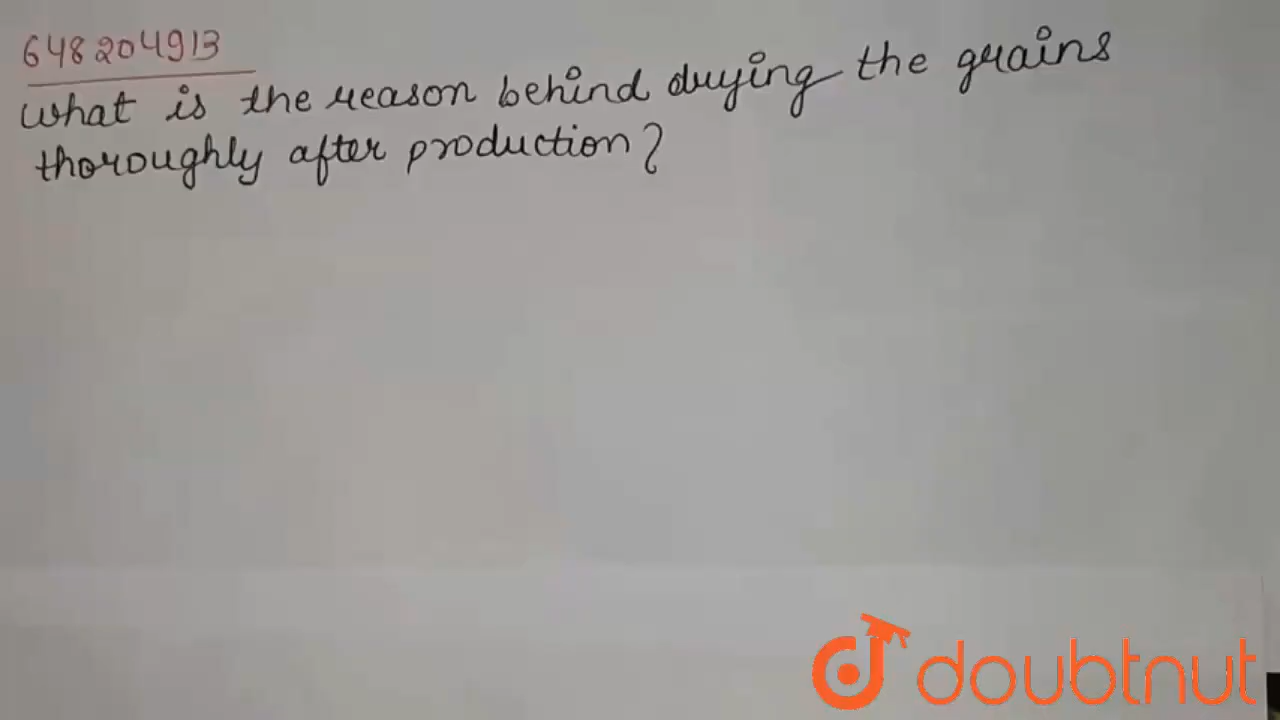 648204913
What is the reason behind drying the grains
thoroughly after production?
doubtnut